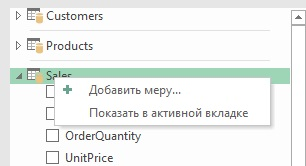 Customers
Products
Sales
Добавить меру...
Показать в активной вкладке
OrderQuantity
UnitPrice